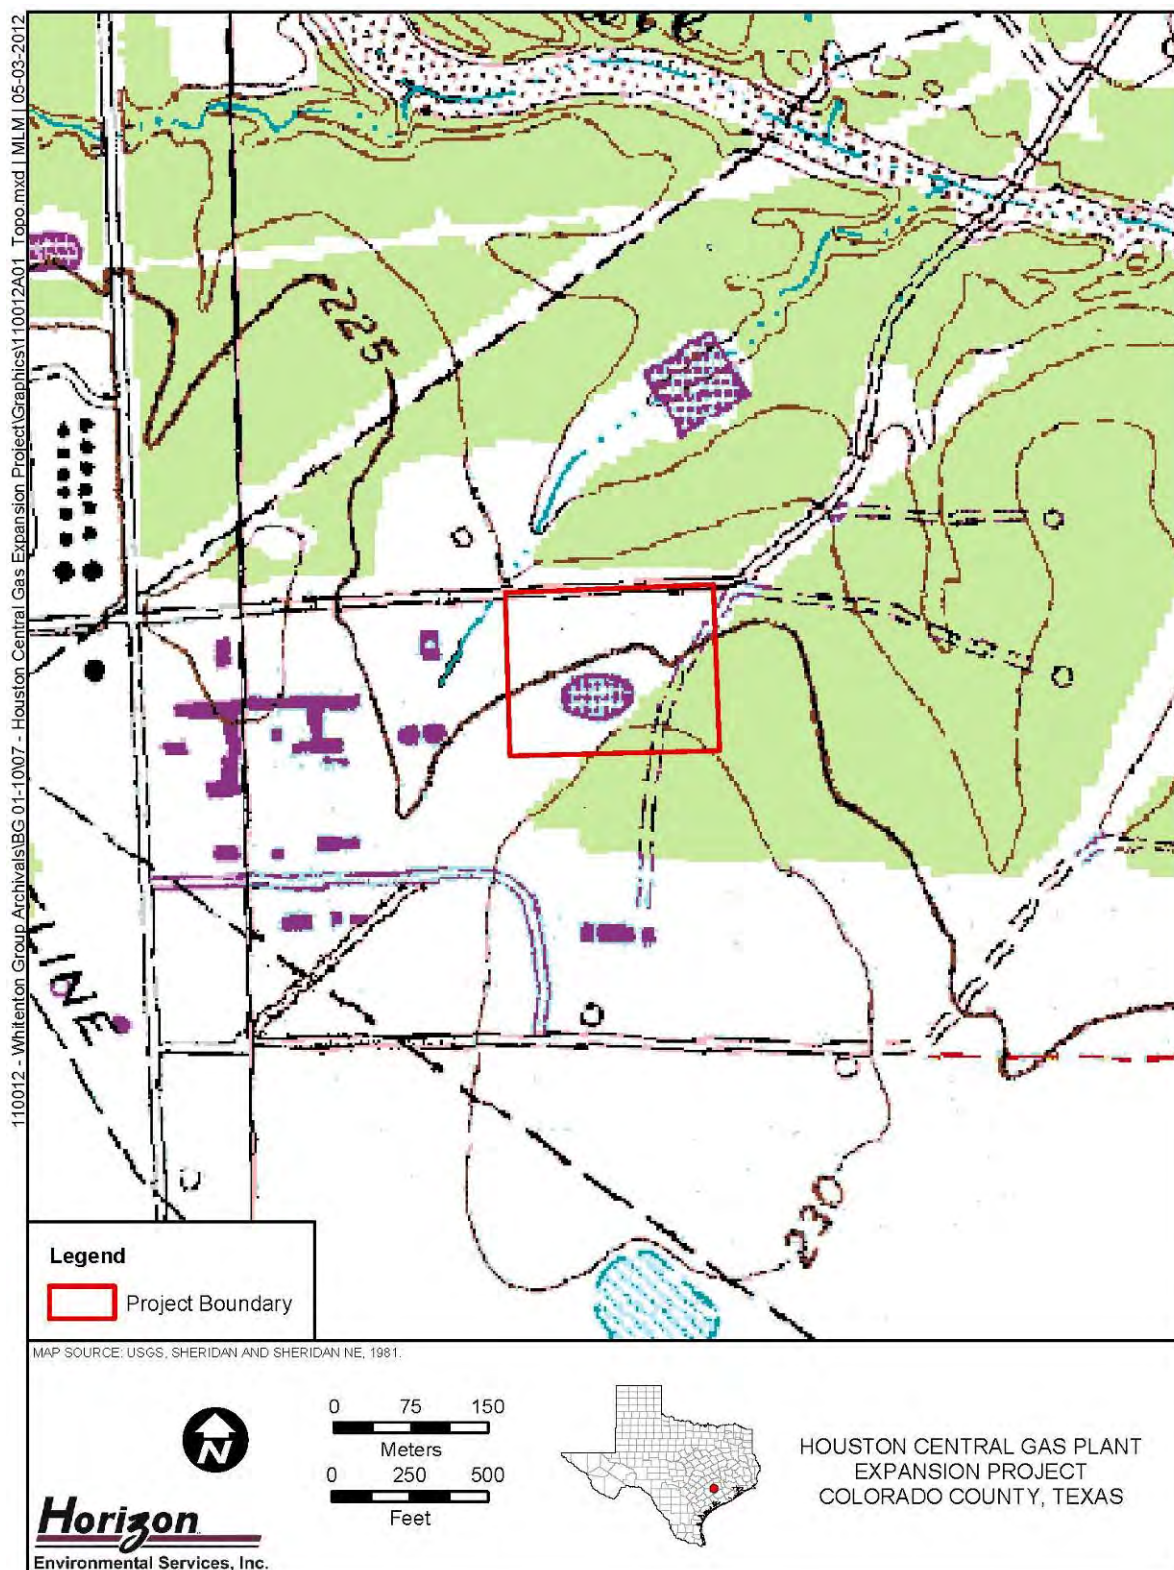 110012 - Whitenton Group Archivals\BG 01-10\07 - Houston Central Gas Expansion Project\Graphics\110012A01_Topo.mxd | MLM | 05-03-2012
225
LINE
230
Legend
Project Boundary
MAP SOURCE: USGS, SHERIDAN AND SHERIDAN NE, 1981.
N
0 75 150
Meters
0 250 500
Feet
HOUSTON CENTRAL GAS PLANT
EXPANSION PROJECT
COLORADO COUNTY, TEXAS
Horizon
Environmental Services, Inc.